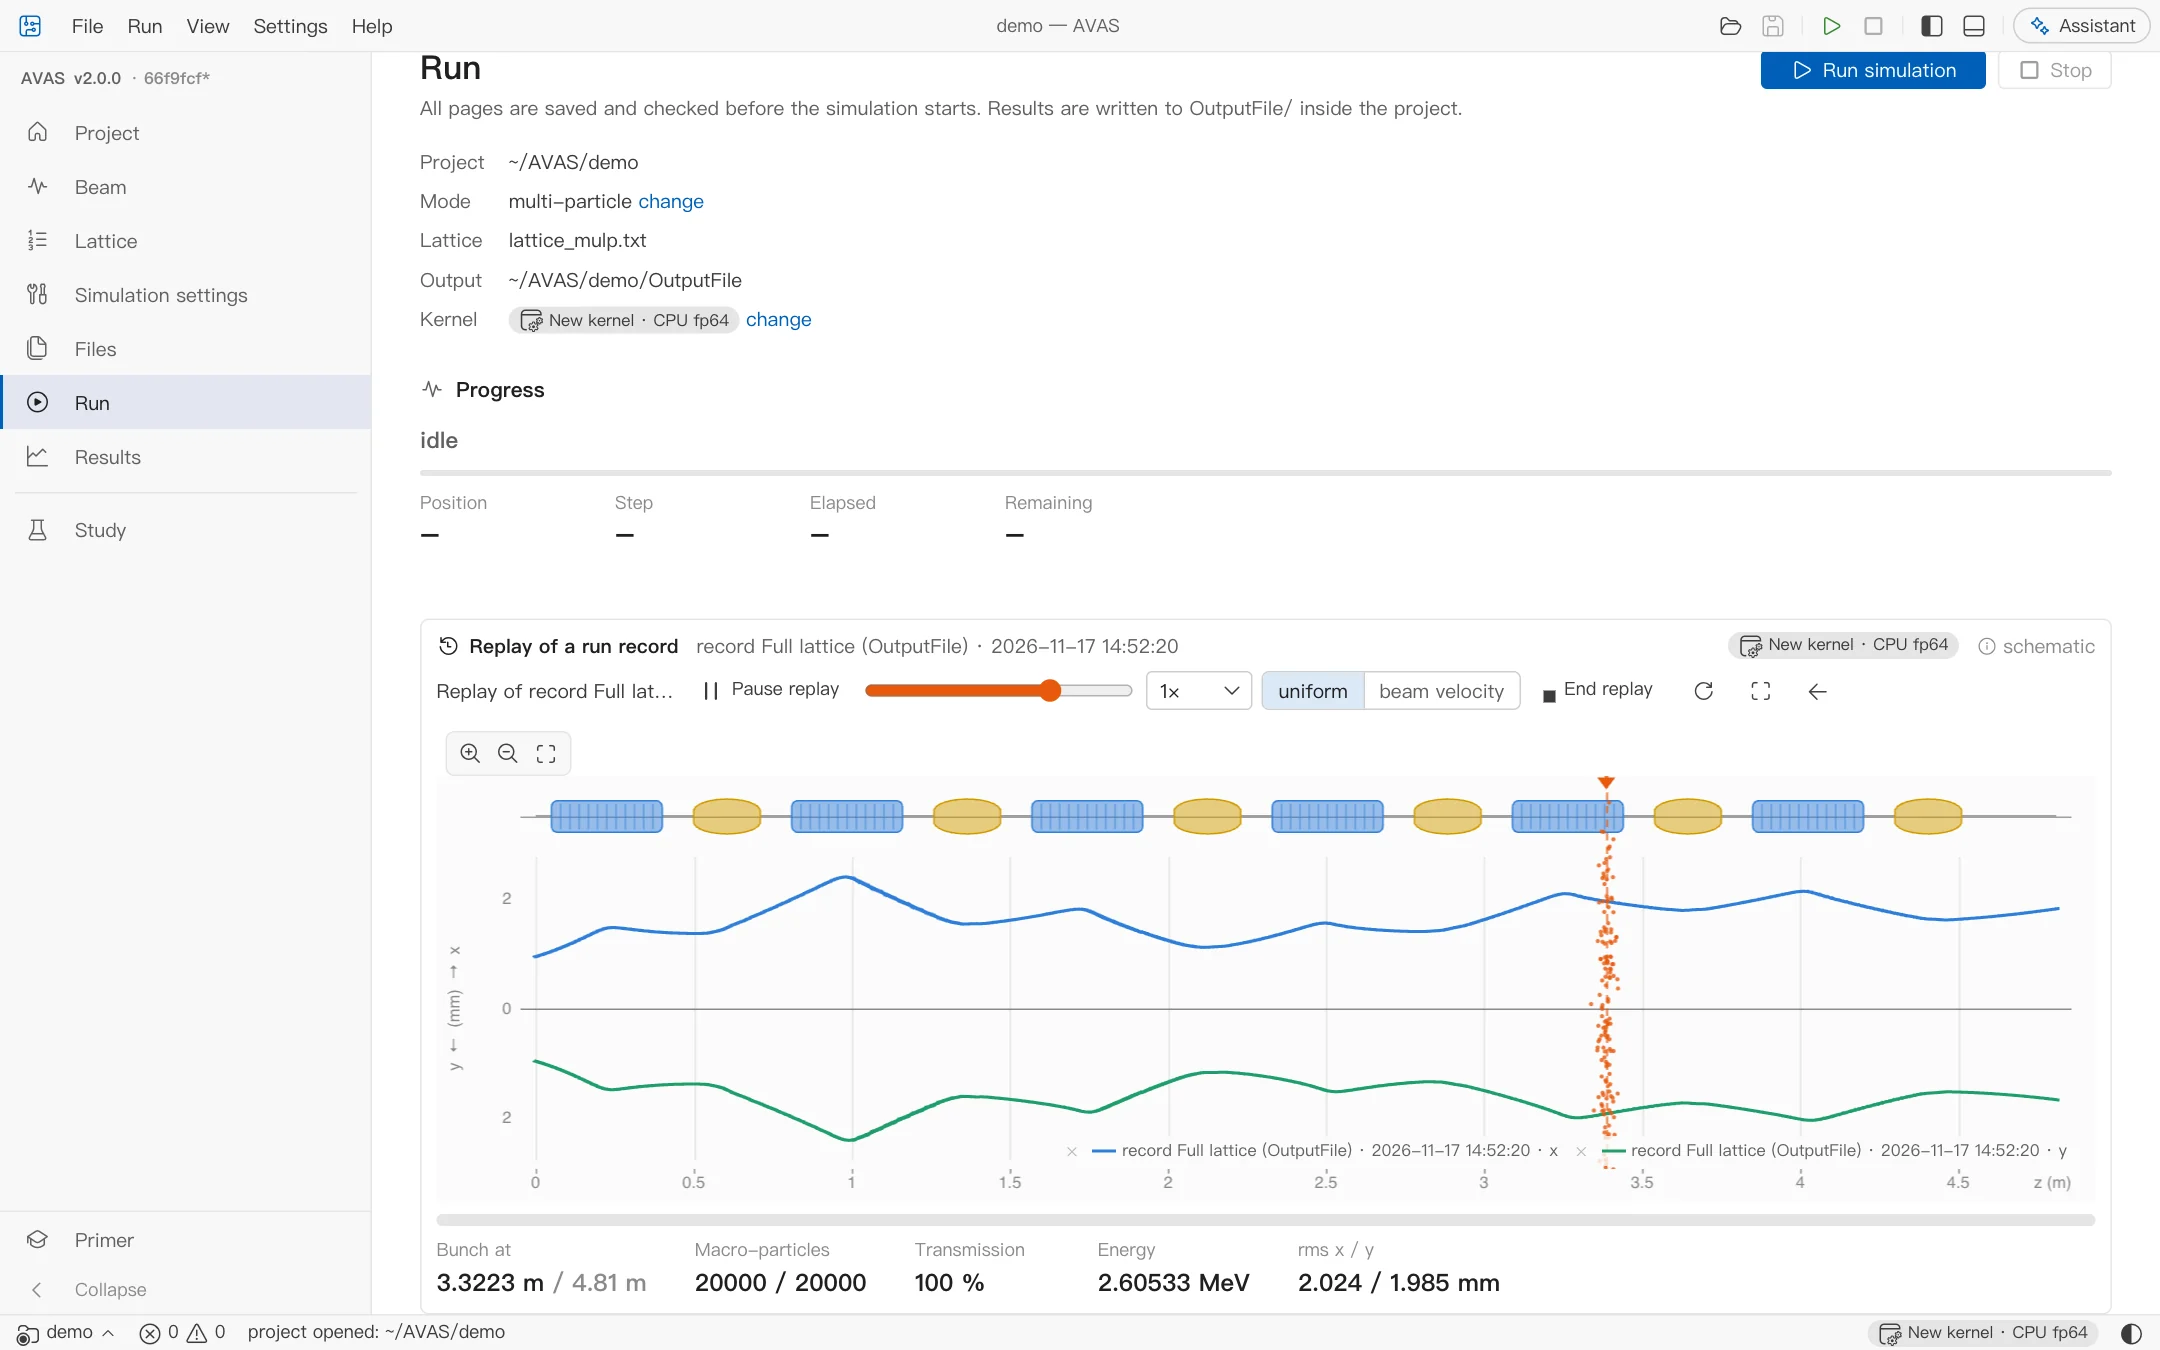 File Run View Settings Help
demo — AVAS
Assistant
AVAS v2.0.0 · 66f9fcf*
Project
Beam
Lattice
Simulation settings
Files
Run
Results
Study
Primer
Collapse
Run
Run simulation
Stop
All pages are saved and checked before the simulation starts. Results are written to OutputFile/ inside the project.
Project ~/AVAS/demo
Mode multi-particle change
Lattice lattice_mulp.txt
Output ~/AVAS/demo/OutputFile
Kernel New kernel · CPU fp64 change
Progress
idle
Position Step Elapsed Remaining
— — — —
Replay of a run record record Full lattice (OutputFile) · 2026-11-17 14:52:20
New kernel · CPU fp64 schematic
Replay of record Full lat... Pause replay 1x uniform beam velocity End replay
2
0
2
y ← (mm) → x
× record Full lattice (OutputFile) · 2026-11-17 14:52:20 · x × record Full lattice (OutputFile) · 2026-11-17 14:52:20 · y
0 0.5 1 1.5 2 2.5 3 3.5 4 4.5 z (m)
Bunch at Macro-particles Transmission Energy rms x / y
3.3223 m / 4.81 m 20000 / 20000 100 % 2.60533 MeV 2.024 / 1.985 mm
demo 0 0 project opened: ~/AVAS/demo
New kernel · CPU fp64